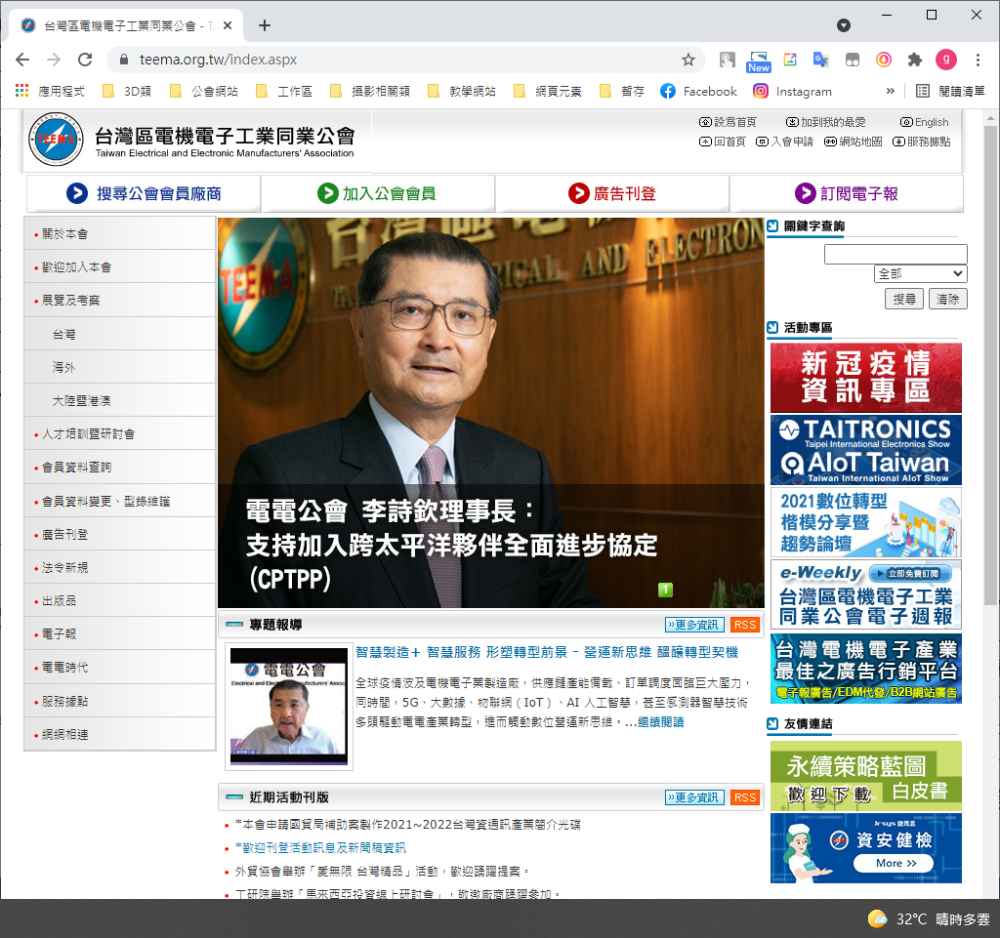 台灣區電機電子工業同業公會 - T
teema.org.tw/index.aspx
New
g
應用程式
3D類
公會網站
工作區
攝影相關類
教學網站
網頁元素
暫存
Facebook
Instagram
»
閱讀清單
TEEMA
台灣區電機電子工業同業公會
Taiwan Electrical and Electronic Manufacturers' Association
設為首頁
加到我的最愛
English
回首頁
入會申請
網站地圖
服務據點
搜尋公會會員廠商
加入公會會員
廣告刊登
訂閱電子報
關於本會
歡迎加入本會
展覽及考察
台灣
海外
大陸暨港澳
人才培訓暨研討會
會員資料查詢
會員資料變更、型錄維護
廣告刊登
法令新規
出版品
電子報
電電時代
服務據點
網網相連
電電公會 李詩欽理事長：
支持加入跨太平洋夥伴全面進步協定
(CPTPP)
1
專題報導
»更多資訊
RSS
電電公會
智慧製造+ 智慧服務 形塑轉型前景－營運新思維 醞釀轉型契機
全球疫情波及電機電子業製造廠，供應鏈產能備載、訂單調度面臨巨大壓力，
同時間，5G、大數據、物聯網（IoT）、AI 人工智慧，甚至感測器智慧技術
多頭驅動電電產業轉型，進而觸動數位營運新思維。...繼續閱讀
近期活動刊版
»更多資訊
RSS
*本會申請國貿局補助案製作2021~2022台灣資通訊產業簡介光碟
*歡迎刊登活動訊息及新聞稿資訊
外貿協會舉辦「愛無限 台灣精品」活動，歡迎踴躍提案。
工研院舉辦「馬來西亞投資線上研討會」，敬邀廠商踴躍參加。
關鍵字查詢
全部
搜尋
清除
活動專區
新冠疫情
資訊專區
TAITRONICS
Taipei International Electronics Show
AIoT Taiwan
Taiwan International AIoT Show
2021數位轉型
楷模分享暨
趨勢論壇
e-Weekly
立即免費訂閱
台灣區電機電子工業
同業公會電子週報
台灣電機電子產業
最佳之廣告行銷平台
電子報廣告/EDM代發/B2B網站廣告
友情連結
永續策略藍圖
歡迎下載
白皮書
Jrsys 捷而思
資安健檢
More >>
32°C 晴時多雲